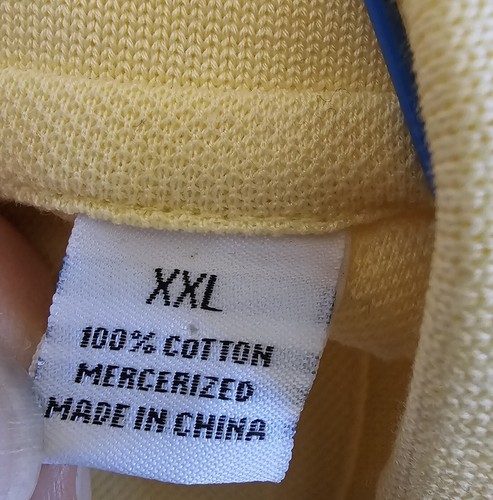 XXL
100% COTTON
MERCERIZED
MADE IN CHINA